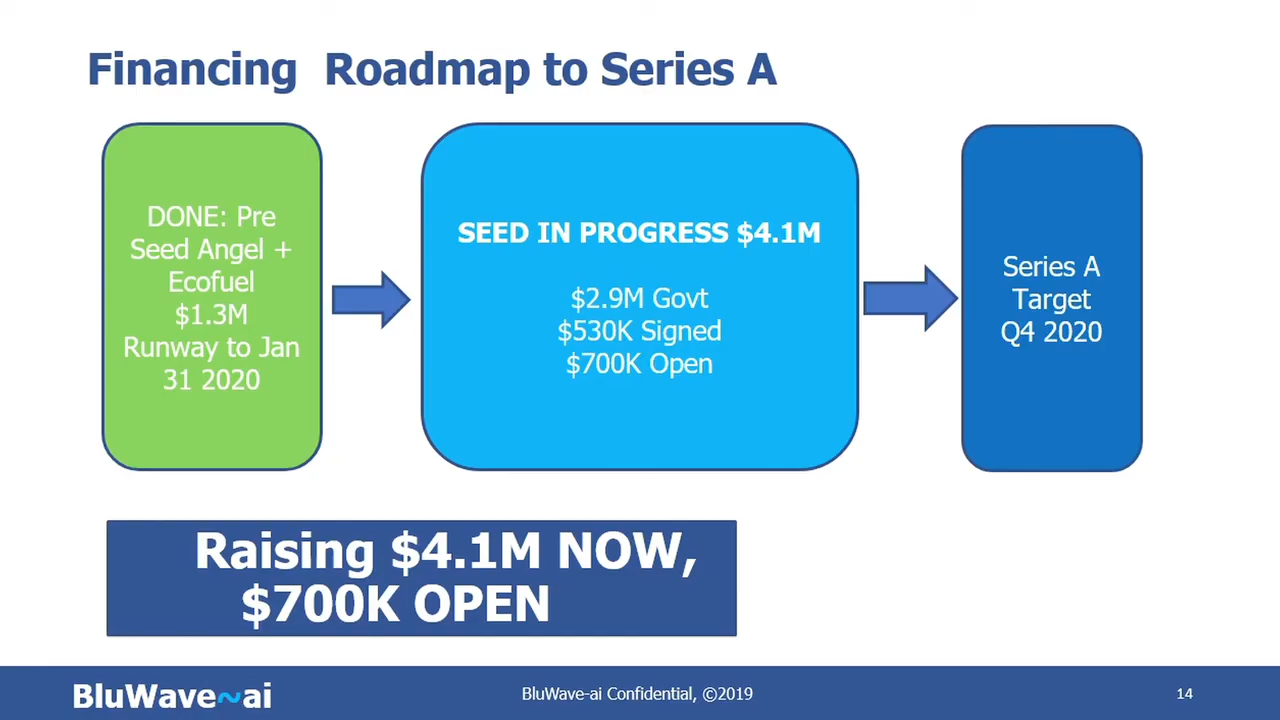 Financing Roadmap to Series A
DONE: Pre
Seed Angel +
Ecofuel
$1.3M
Runway to Jan
31 2020
SEED IN PROGRESS $4.1M
$2.9M Govt
$530K Signed
$700K Open
Series A
Target
Q4 2020
Raising $4.1M NOW,
$700K OPEN
BluWave~ai
BluWave-ai Confidential, ©2019
14